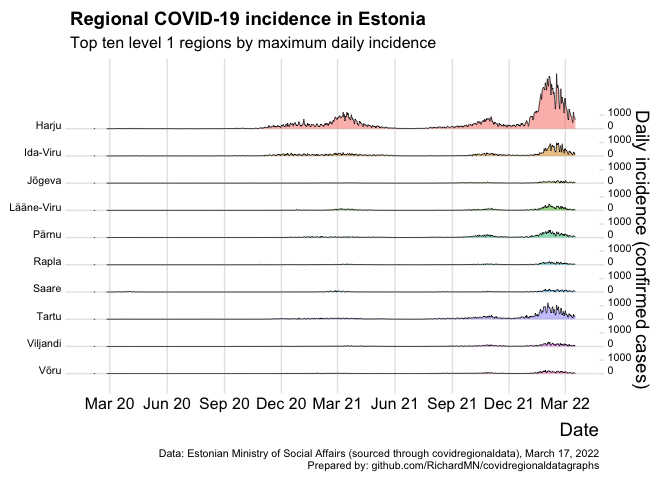 Regional COVID-19 incidence in Estonia
Top ten level 1 regions by maximum daily incidence
Harju
Ida-Viru
Jõgeva
Lääne-Viru
Pärnu
Rapla
Saare
Tartu
Viljandi
Võru
1000
0
1000
0
1000
0
1000
0
1000
0
1000
0
1000
0
1000
0
1000
0
1000
0
Daily incidence (confirmed cases)
Mar 20 Jun 20 Sep 20 Dec 20 Mar 21 Jun 21 Sep 21 Dec 21 Mar 22
Date
Data: Estonian Ministry of Social Affairs (sourced through covidregionaldata), March 17, 2022
Prepared by: github.com/RichardMN/covidregionaldatagraphs